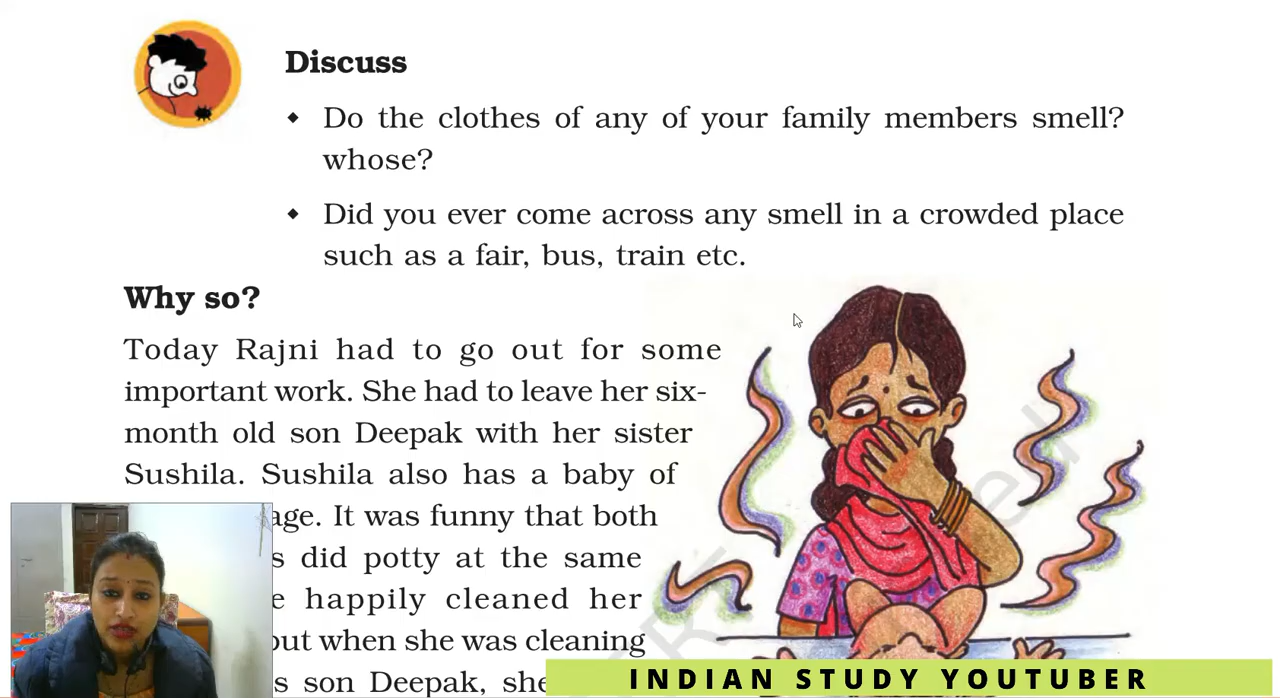 Discuss
Do the clothes of any of your family members smell?
whose?
Did you ever come across any smell in a crowded place
such as a fair, bus, train etc.
Why so?
Today Rajni had to go out for some
important work. She had to leave her six-
month old son Deepak with her sister
Sushila. Sushila also has a baby of
age. It was funny that both
s did potty at the same
e happily cleaned her
out when she was cleaning
s son Deepak, she
INDIAN STUDY YOUTUBER